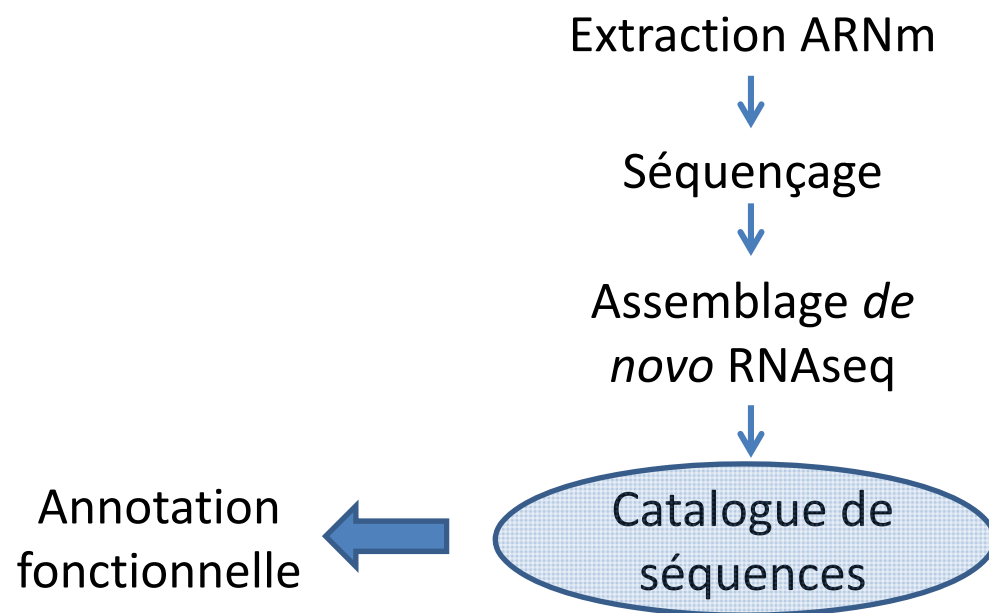 Extraction ARNm
Séquençage
Assemblage de
novo RNAseq
Catalogue de
séquences
Annotation
fonctionnelle